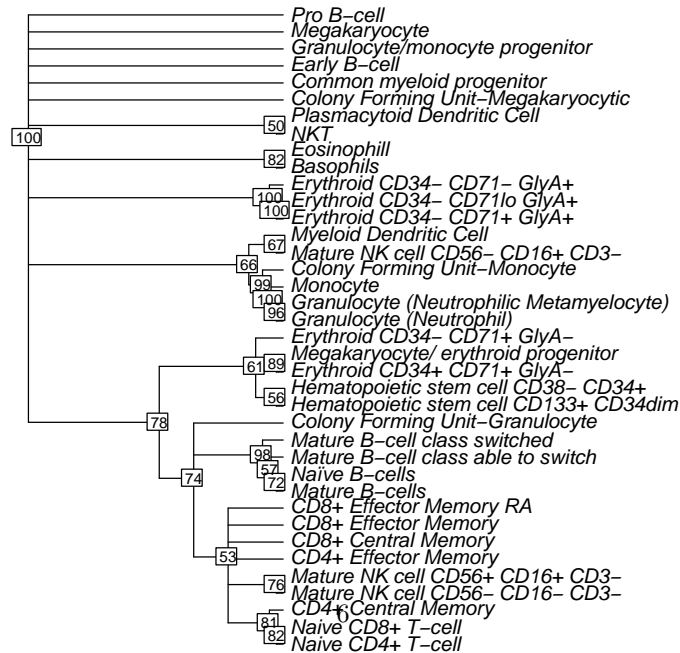 Pro B−cell
Megakaryocyte
Granulocyte/monocyte progenitor
Early B−cell
Common myeloid progenitor
Colony Forming Unit−Megakaryocytic
Plasmacytoid Dendritic Cell
50
NKT
100
Eosinophill
82
Basophils
Erythroid CD34− CD71− GlyA+
100
Erythroid CD34− CD71lo GlyA+
100
Erythroid CD34− CD71+ GlyA+
Myeloid Dendritic Cell
67
Mature NK cell CD56− CD16+ CD3−
66
Colony Forming Unit−Monocyte
99
Monocyte
100
Granulocyte (Neutrophilic Metamyelocyte)
96
Granulocyte (Neutrophil)
Erythroid CD34− CD71+ GlyA−
Megakaryocyte/ erythroid progenitor
61
89
Erythroid CD34+ CD71+ GlyA−
Hematopoietic stem cell CD38− CD34+
56
Hematopoietic stem cell CD133+ CD34dim
78
Colony Forming Unit−Granulocyte
Mature B−cell class switched
98
Mature B−cell class able to switch
57
Naïve B−cells
74
72
Mature B−cells
CD8+ Effector Memory RA
CD8+ Effector Memory
CD8+ Central Memory
53
CD4+ Effector Memory
Mature NK cell CD56+ CD16+ CD3−
76
Mature NK cell CD56− CD16− CD3−
CD4+ Central Memory
6
81
Naive CD8+ T−cell
82
Naive CD4+ T−cell